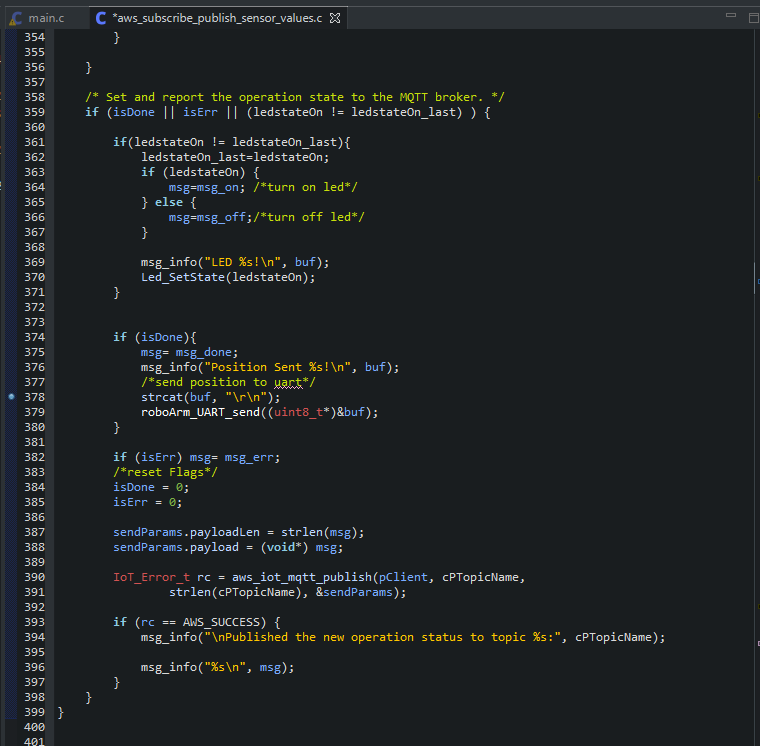 main.c
*aws_subscribe_publish_sensor_values.c
354 }
355
356 }
357
358 /* Set and report the operation state to the MQTT broker. */
359 if (isDone || isErr || (ledstateOn != ledstateOn_last) ) {
360
361 if(ledstateOn != ledstateOn_last){
362 ledstateOn_last=ledstateOn;
363 if (ledstateOn) {
364 msg=msg_on; /*turn on led*/
365 } else {
366 msg=msg_off;/*turn off led*/
367 }
368
369 msg_info("LED %s!\n", buf);
370 Led_SetState(ledstateOn);
371 }
372
373
374 if (isDone){
375 msg= msg_done;
376 msg_info("Position Sent %s!\n", buf);
377 /*send position to uart*/
378 strcat(buf, "\r\n");
379 roboArm_UART_send((uint8_t*)&buf);
380 }
381
382 if (isErr) msg= msg_err;
383 /*reset Flags*/
384 isDone = 0;
385 isErr = 0;
386
387 sendParams.payloadLen = strlen(msg);
388 sendParams.payload = (void*) msg;
389
390 IoT_Error_t rc = aws_iot_mqtt_publish(pClient, cPTopicName,
391 strlen(cPTopicName), &sendParams);
392
393 if (rc == AWS_SUCCESS) {
394 msg_info("\nPublished the new operation status to topic %s:", cPTopicName);
395
396 msg_info("%s\n", msg);
397 }
398 }
399 }
400
401